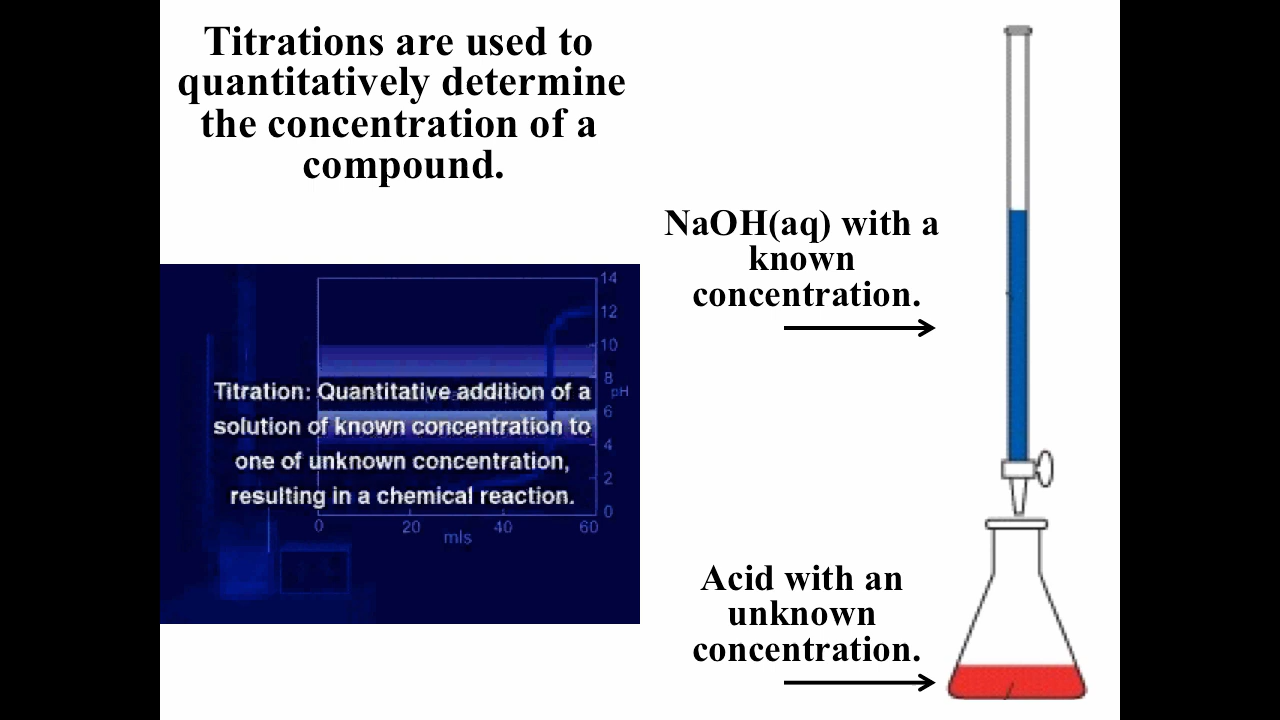 Titrations are used to
quantitatively determine
the concentration of a
compound.
NaOH(aq) with a
known
concentration.
14
12
10
8
pH
6
4
2
0
Titration: Quantitative addition of a
solution of known concentration to
one of unknown concentration,
resulting in a chemical reaction.
0 20 40 60
mls
Acid with an
unknown
concentration.